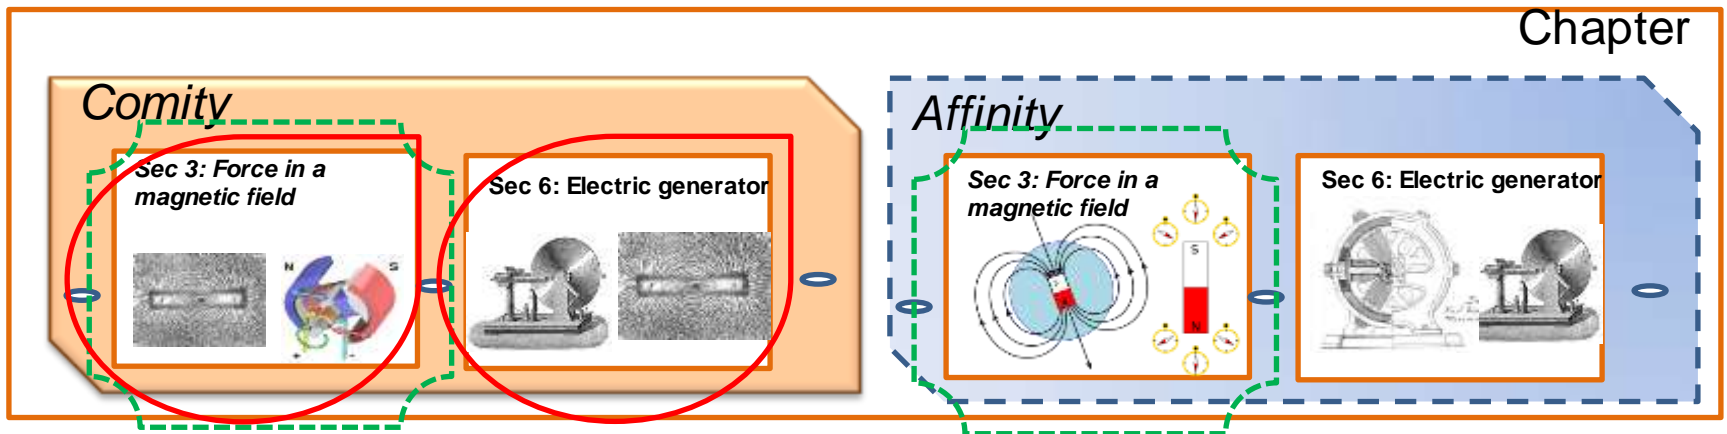 Chapter
Comity
Sec 3: Force in a
magnetic field
N
S
+
-
Sec 6: Electric generator
Affinity
Sec 3: Force in a
magnetic field
S
N
Sec 6: Electric generator